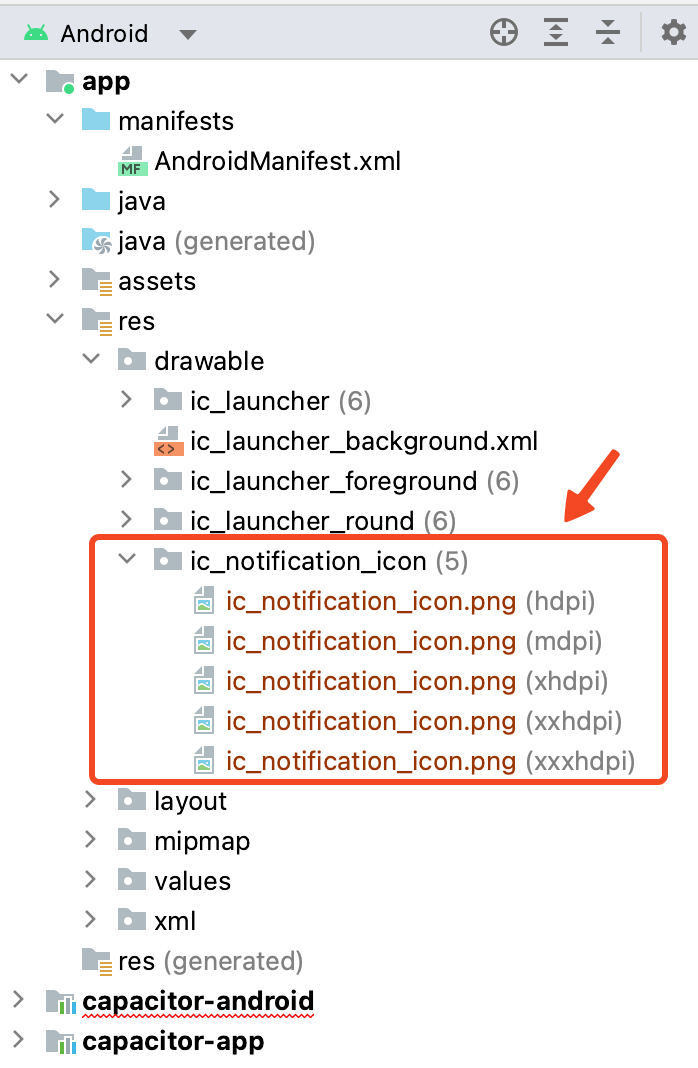 Android
app
manifests
MF AndroidManifest.xml
java
java (generated)
assets
res
drawable
ic_launcher (6)
<> ic_launcher_background.xml
ic_launcher_foreground (6)
ic_launcher_round (6)
ic_notification_icon (5)
ic_notification_icon.png (hdpi)
ic_notification_icon.png (mdpi)
ic_notification_icon.png (xhdpi)
ic_notification_icon.png (xxhdpi)
ic_notification_icon.png (xxxhdpi)
layout
mipmap
values
xml
res (generated)
capacitor-android
capacitor-app